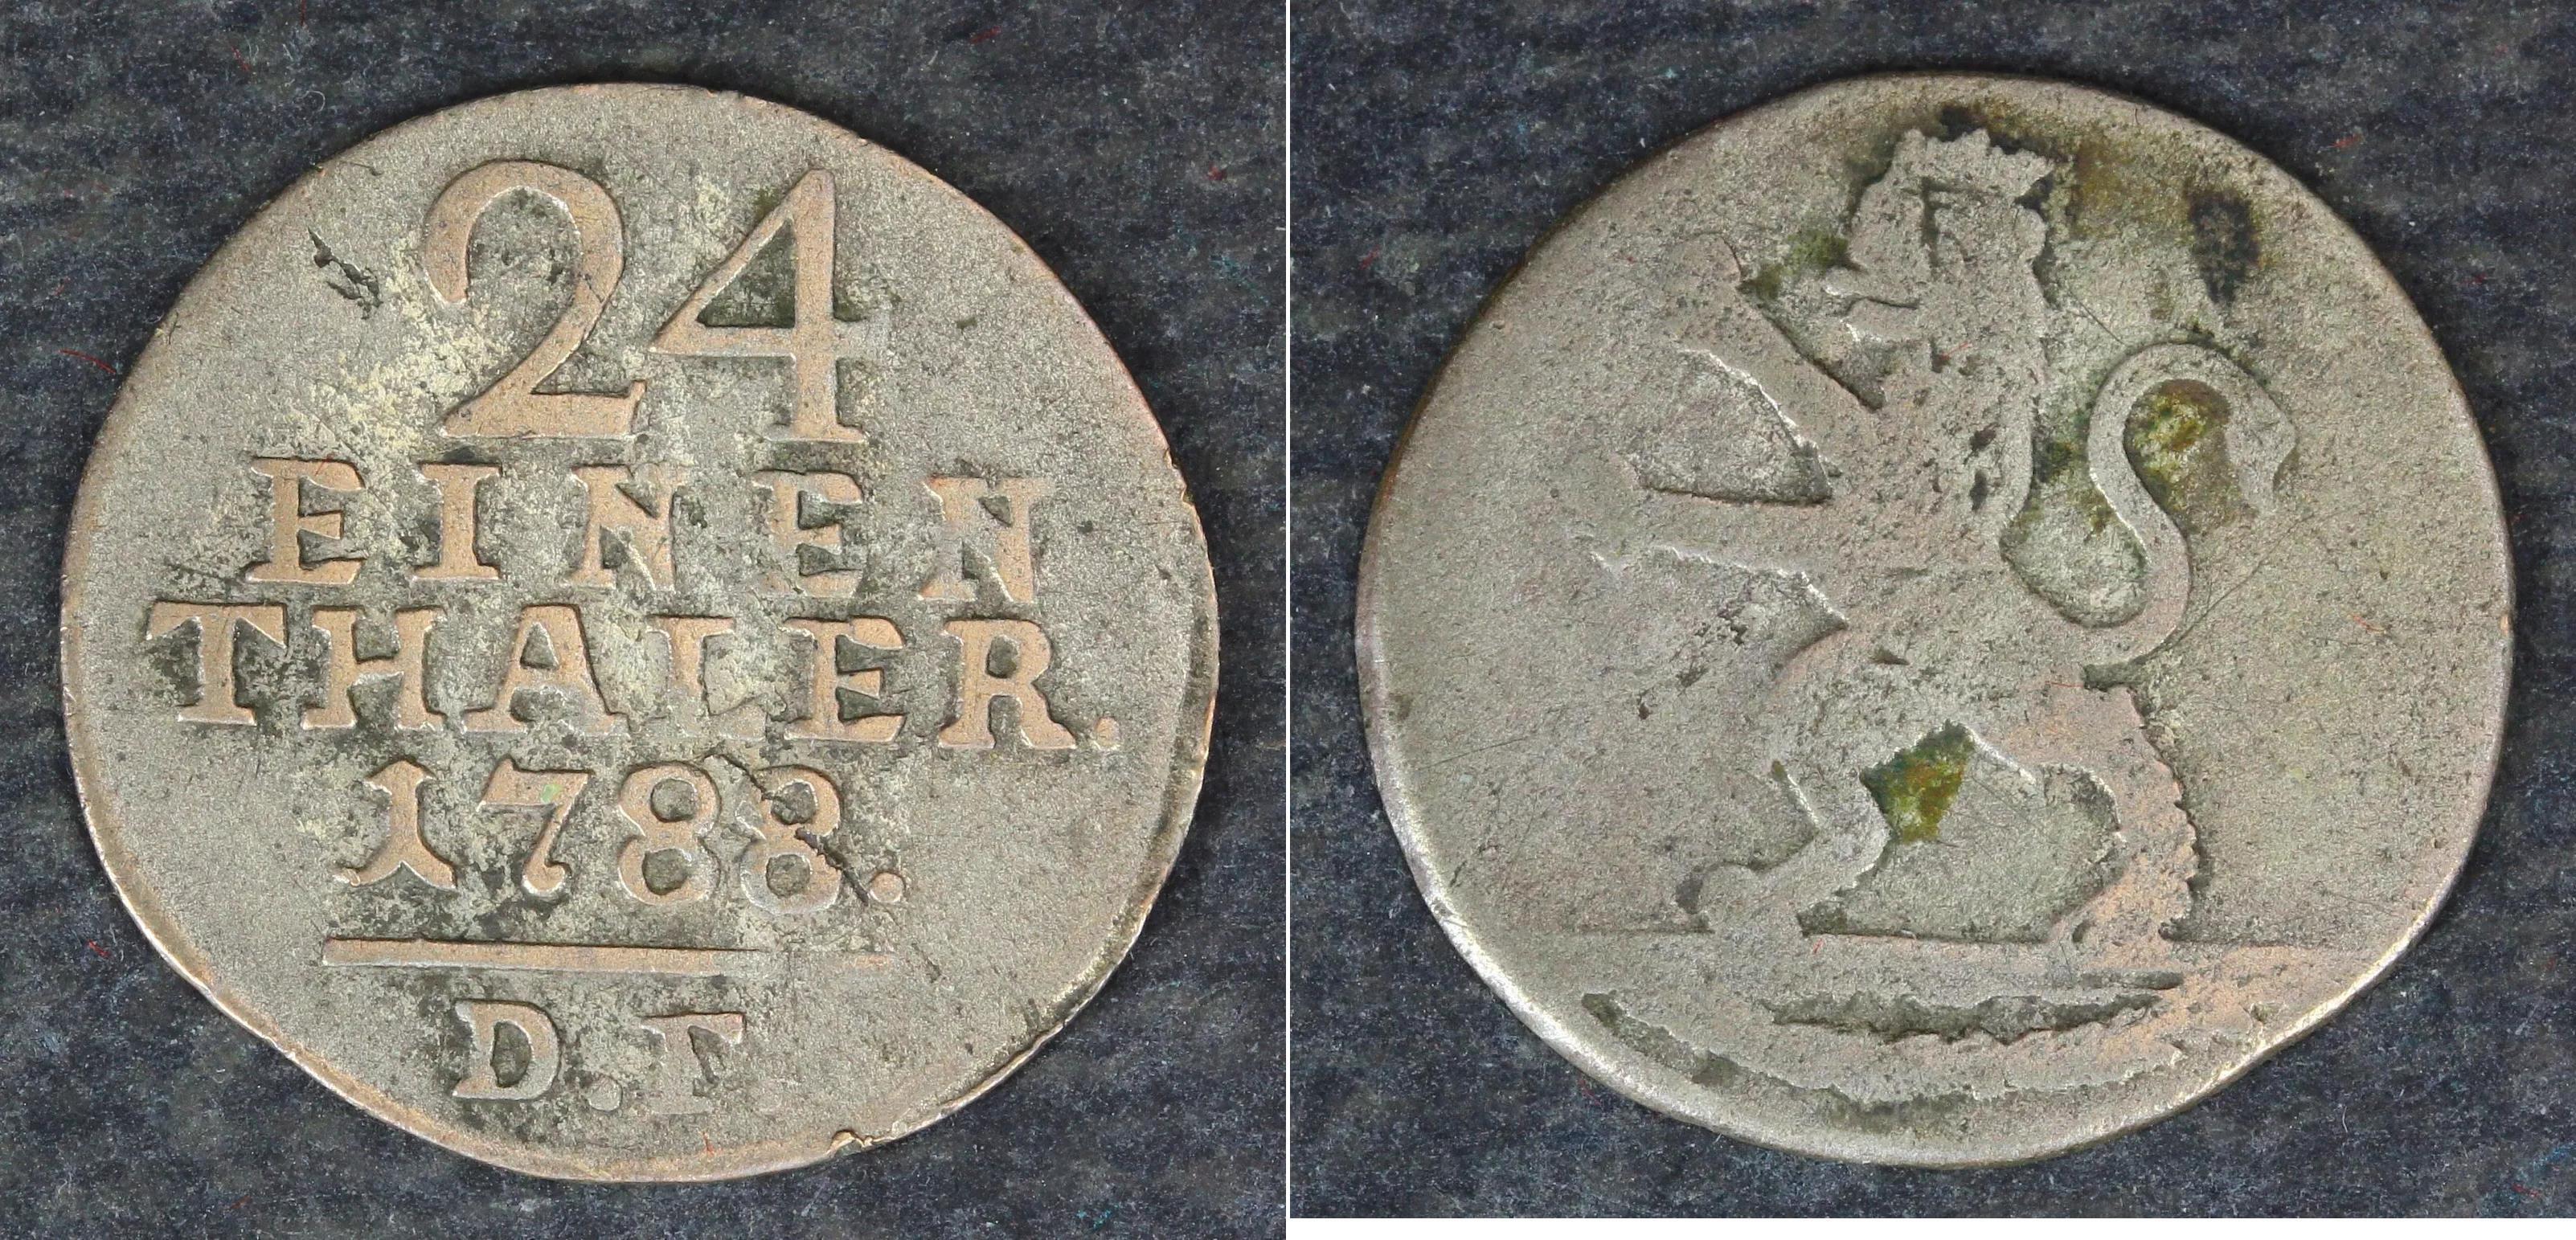 24
EINEN
THALER.
1788.
D.F.